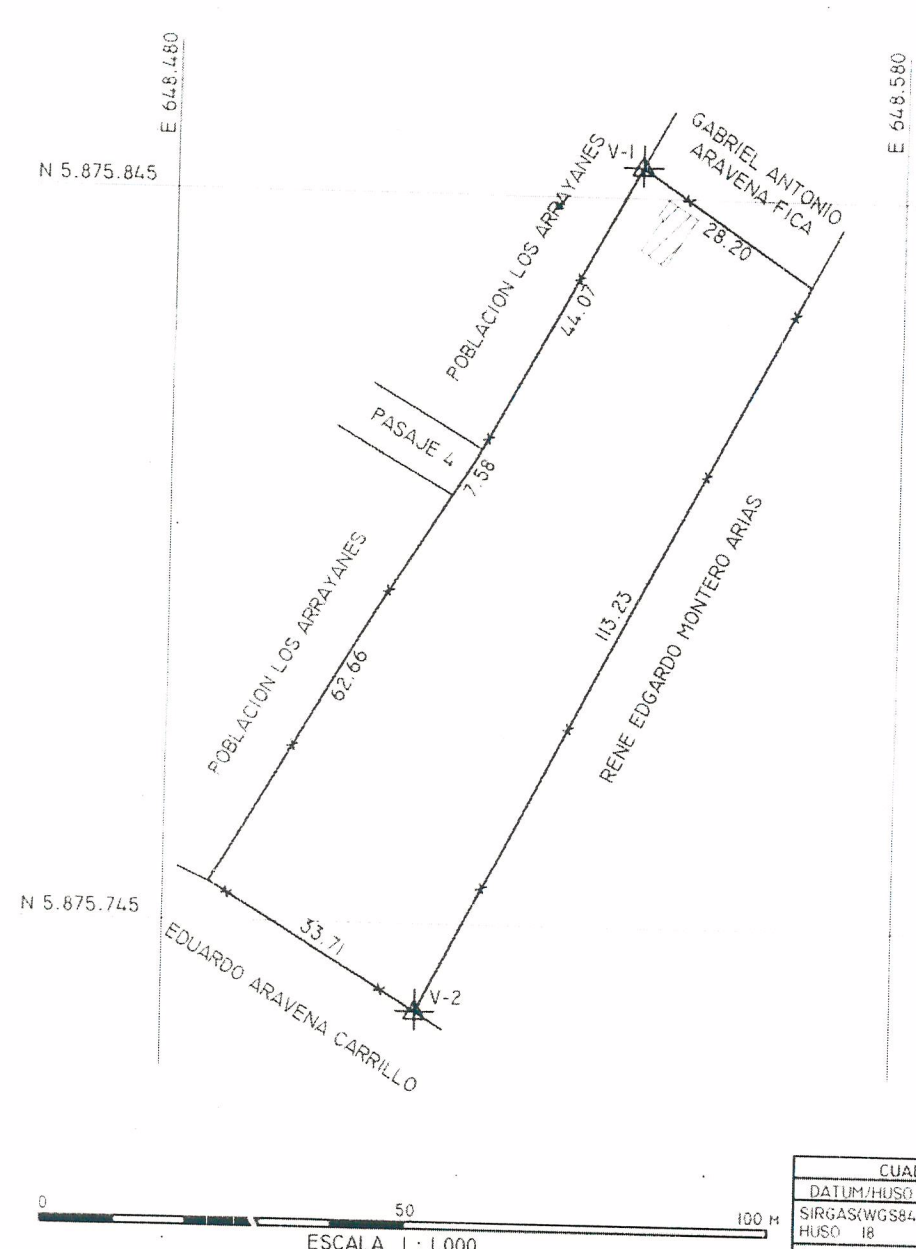 E 648.480
E 648.580
N 5.875.845
V-1
GABRIEL ANTONIO
ARAVENA FICA
28.20
POBLACION LOS ARRAYANES
44.07
PASAJE 4
7.58
POBLACION LOS ARRAYANES
62.66
113.23
RENE EDGARDO MONTERO ARIAS
N 5.875.745
33.71
V-2
EDUARDO ARAVENA CARRILLO
0 50 100 M
ESCALA 1 : 1.000
DATUM/HUSO
SIRGAS(WGS84
HUSO 18